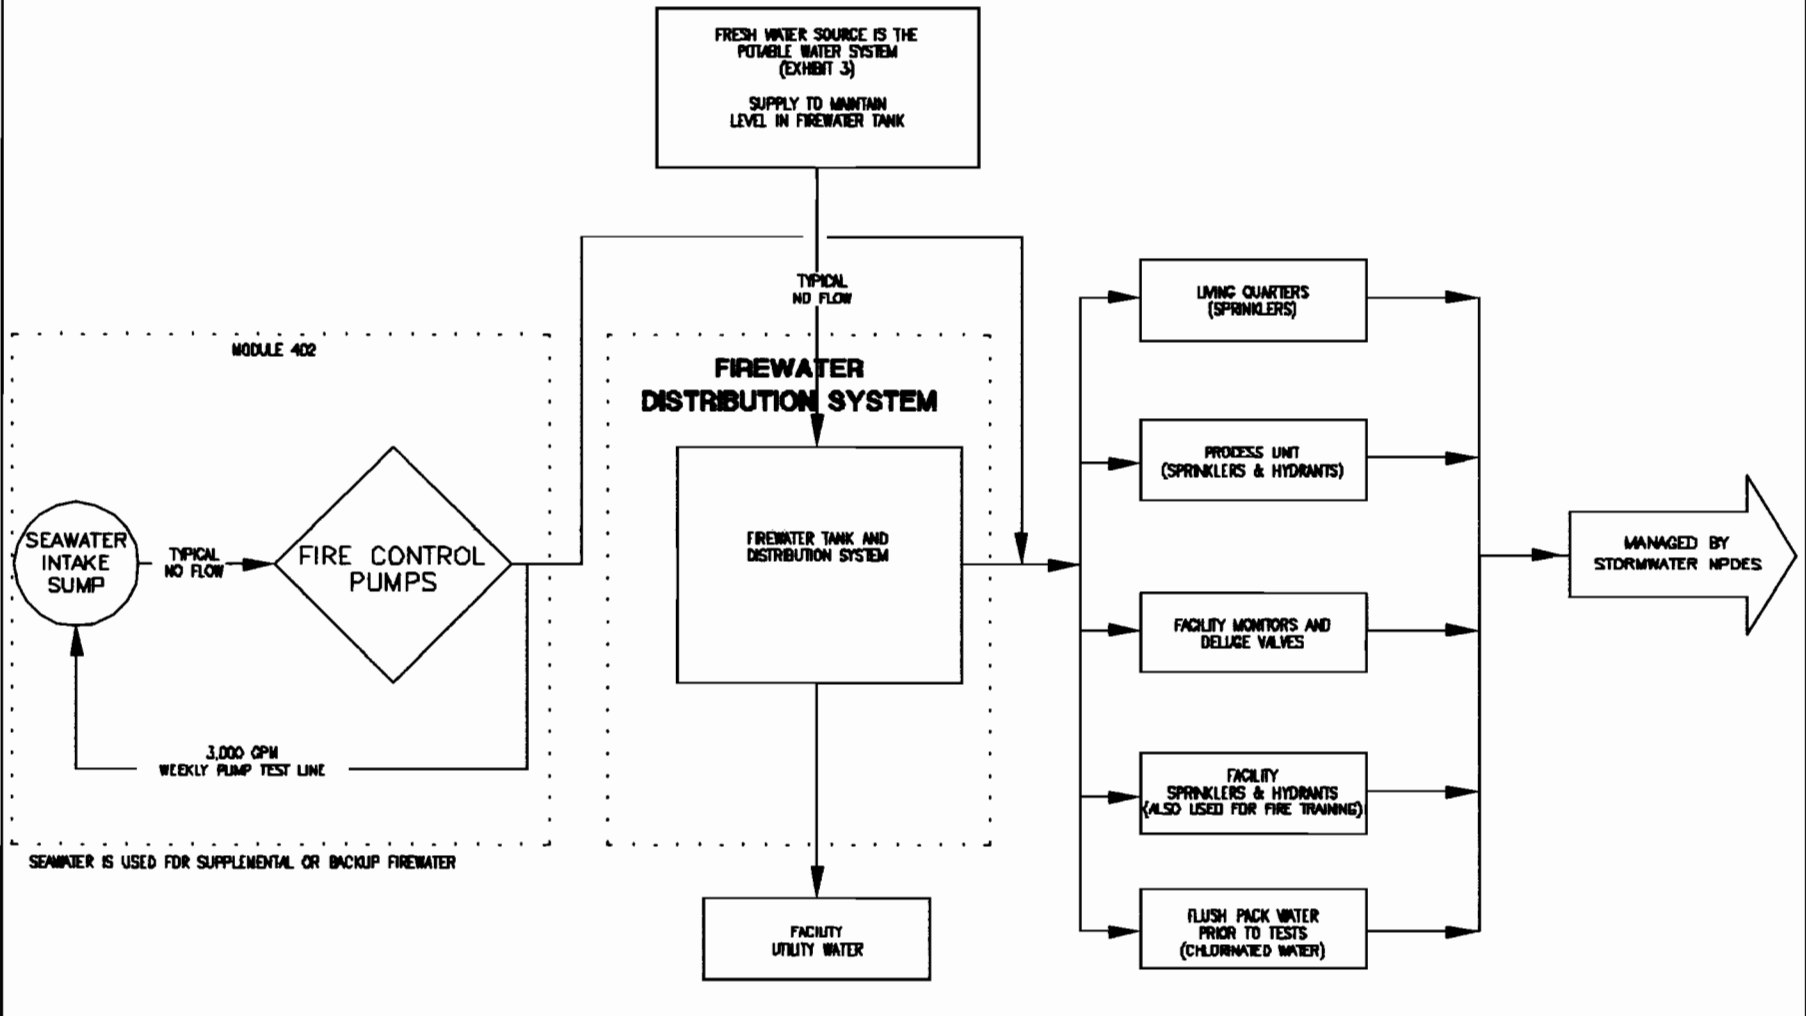 FRESH WATER SOURCE IS THE
POTABLE WATER SYSTEM
(EXHIBIT 3)
SUPPLY TO MAINTAIN
LEVEL IN FIREWATER TANK
TYPICAL
NO FLOW
MODULE 402
SEAWATER
INTAKE
SUMP
TYPICAL
NO FLOW
FIRE CONTROL
PUMPS
3,000 GPM
WEEKLY PUMP TEST LINE
SEAWATER IS USED FOR SUPPLEMENTAL OR BACKUP FIREWATER
FIREWATER
DISTRIBUTION SYSTEM
FIREWATER TANK AND
DISTRIBUTION SYSTEM
FACILITY
UTILITY WATER
LIVING QUARTERS
(SPRINKLERS)
PROCESS UNIT
(SPRINKLERS & HYDRANTS)
FACILITY MONITORS AND
DELUGE VALVES
FACILITY
SPRINKLERS & HYDRANTS
(ALSO USED FOR FIRE TRAINING)
FLUSH PACK WATER
PRIOR TO TESTS
(CHLORINATED WATER)
MANAGED BY
STORMWATER NPDES